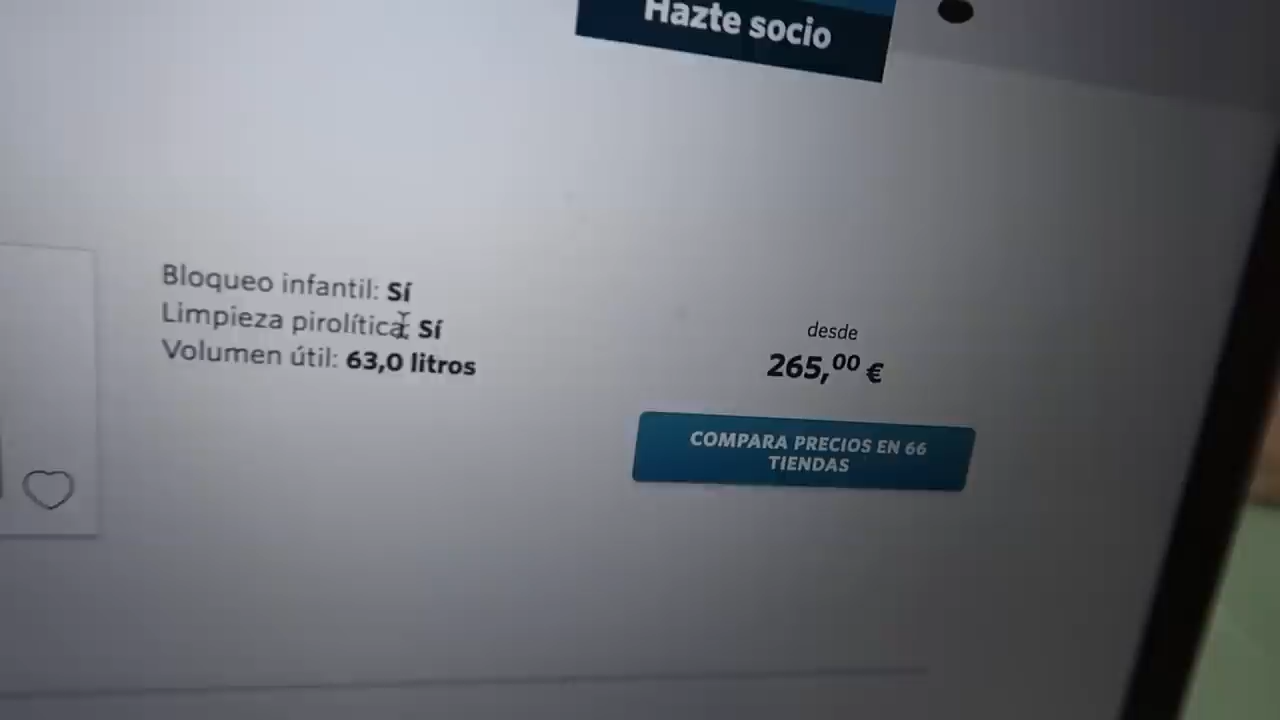 Hazte socio
Bloqueo infantil: Sí
Limpieza pirolítica: Sí
Volumen útil: 63,0 litros
desde
265,00 €
COMPARA PRECIOS EN 66
TIENDAS